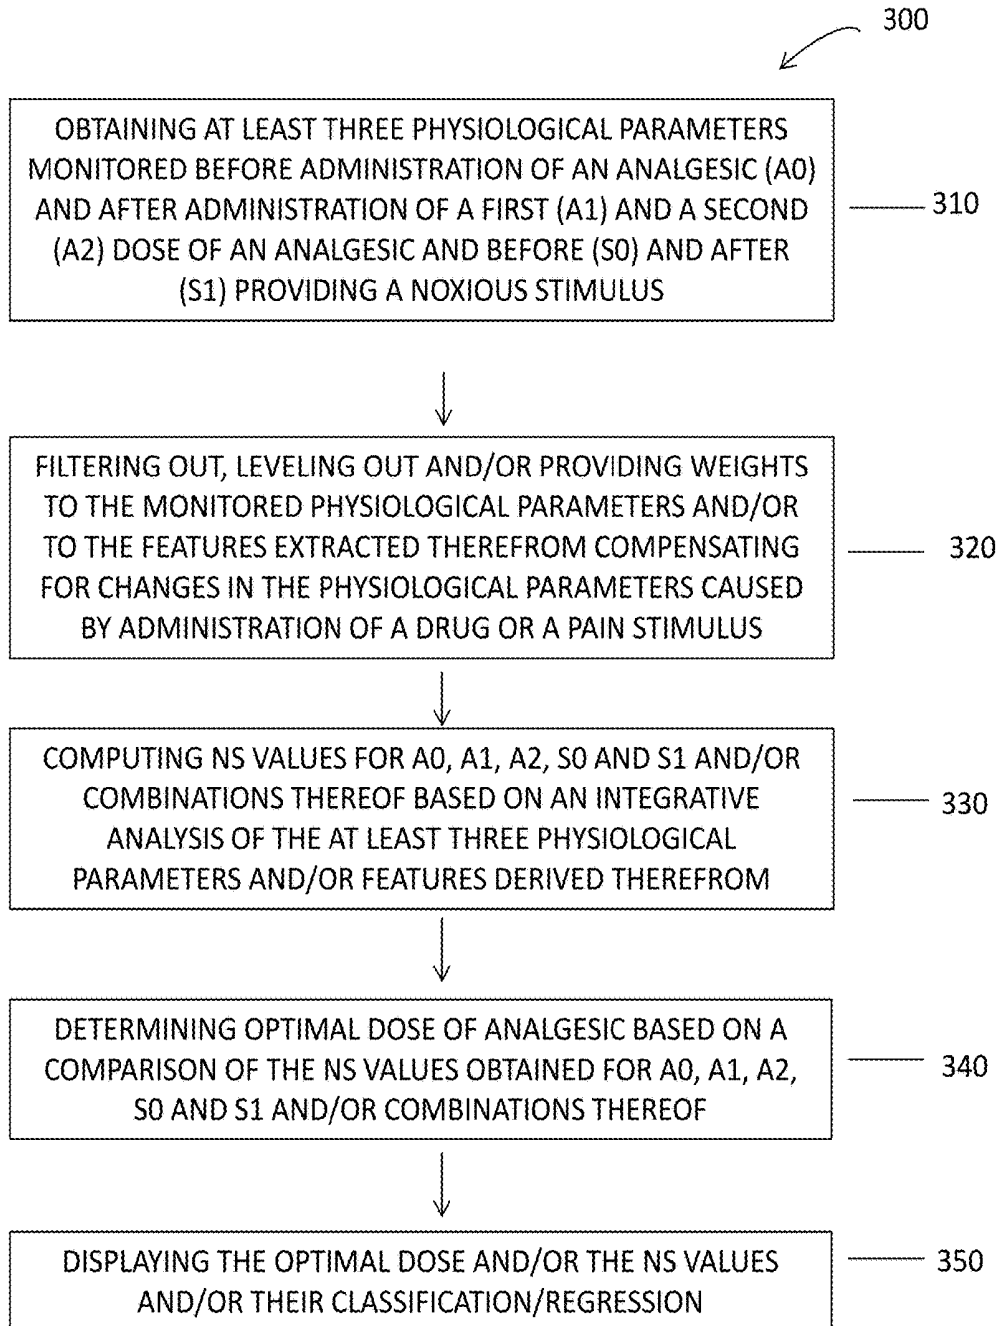 300
OBTAINING AT LEAST THREE PHYSIOLOGICAL PARAMETERS
MONITORED BEFORE ADMINISTRATION OF AN ANALGESIC (A0)
AND AFTER ADMINISTRATION OF A FIRST (A1) AND A SECOND
(A2) DOSE OF AN ANALGESIC AND BEFORE (S0) AND AFTER
(S1) PROVIDING A NOXIOUS STIMULUS
310
FILTERING OUT, LEVELING OUT AND/OR PROVIDING WEIGHTS
TO THE MONITORED PHYSIOLOGICAL PARAMETERS AND/OR
TO THE FEATURES EXTRACTED THEREFROM COMPENSATING
FOR CHANGES IN THE PHYSIOLOGICAL PARAMETERS CAUSED
BY ADMINISTRATION OF A DRUG OR A PAIN STIMULUS
320
COMPUTING NS VALUES FOR A0, A1, A2, S0 AND S1 AND/OR
COMBINATIONS THEREOF BASED ON AN INTEGRATIVE
ANALYSIS OF THE AT LEAST THREE PHYSIOLOGICAL
PARAMETERS AND/OR FEATURES DERIVED THEREFROM
330
DETERMINING OPTIMAL DOSE OF ANALGESIC BASED ON A
COMPARISON OF THE NS VALUES OBTAINED FOR A0, A1, A2,
S0 AND S1 AND/OR COMBINATIONS THEREOF
340
DISPLAYING THE OPTIMAL DOSE AND/OR THE NS VALUES
AND/OR THEIR CLASSIFICATION/REGRESSION
350